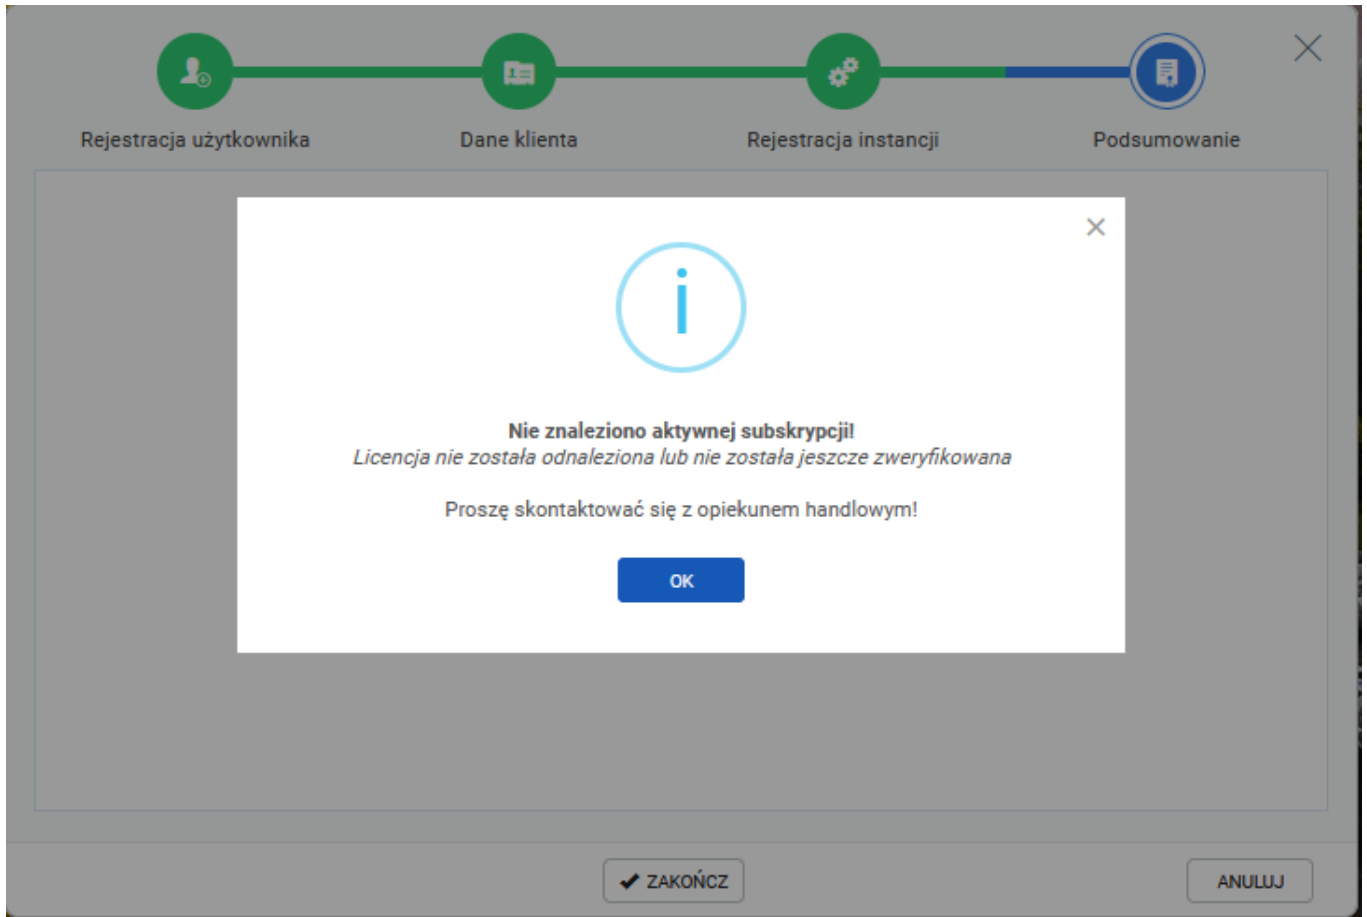 Rejestracja użytkownika
Dane klienta
Rejestracja instancji
Podsumowanie
Nie znaleziono aktywnej subskrypcji!
Licencja nie została odnaleziona lub nie została jeszcze zweryfikowana
Proszę skontaktować się z opiekunem handlowym!
OK
ZAKOŃCZ
ANULUJ